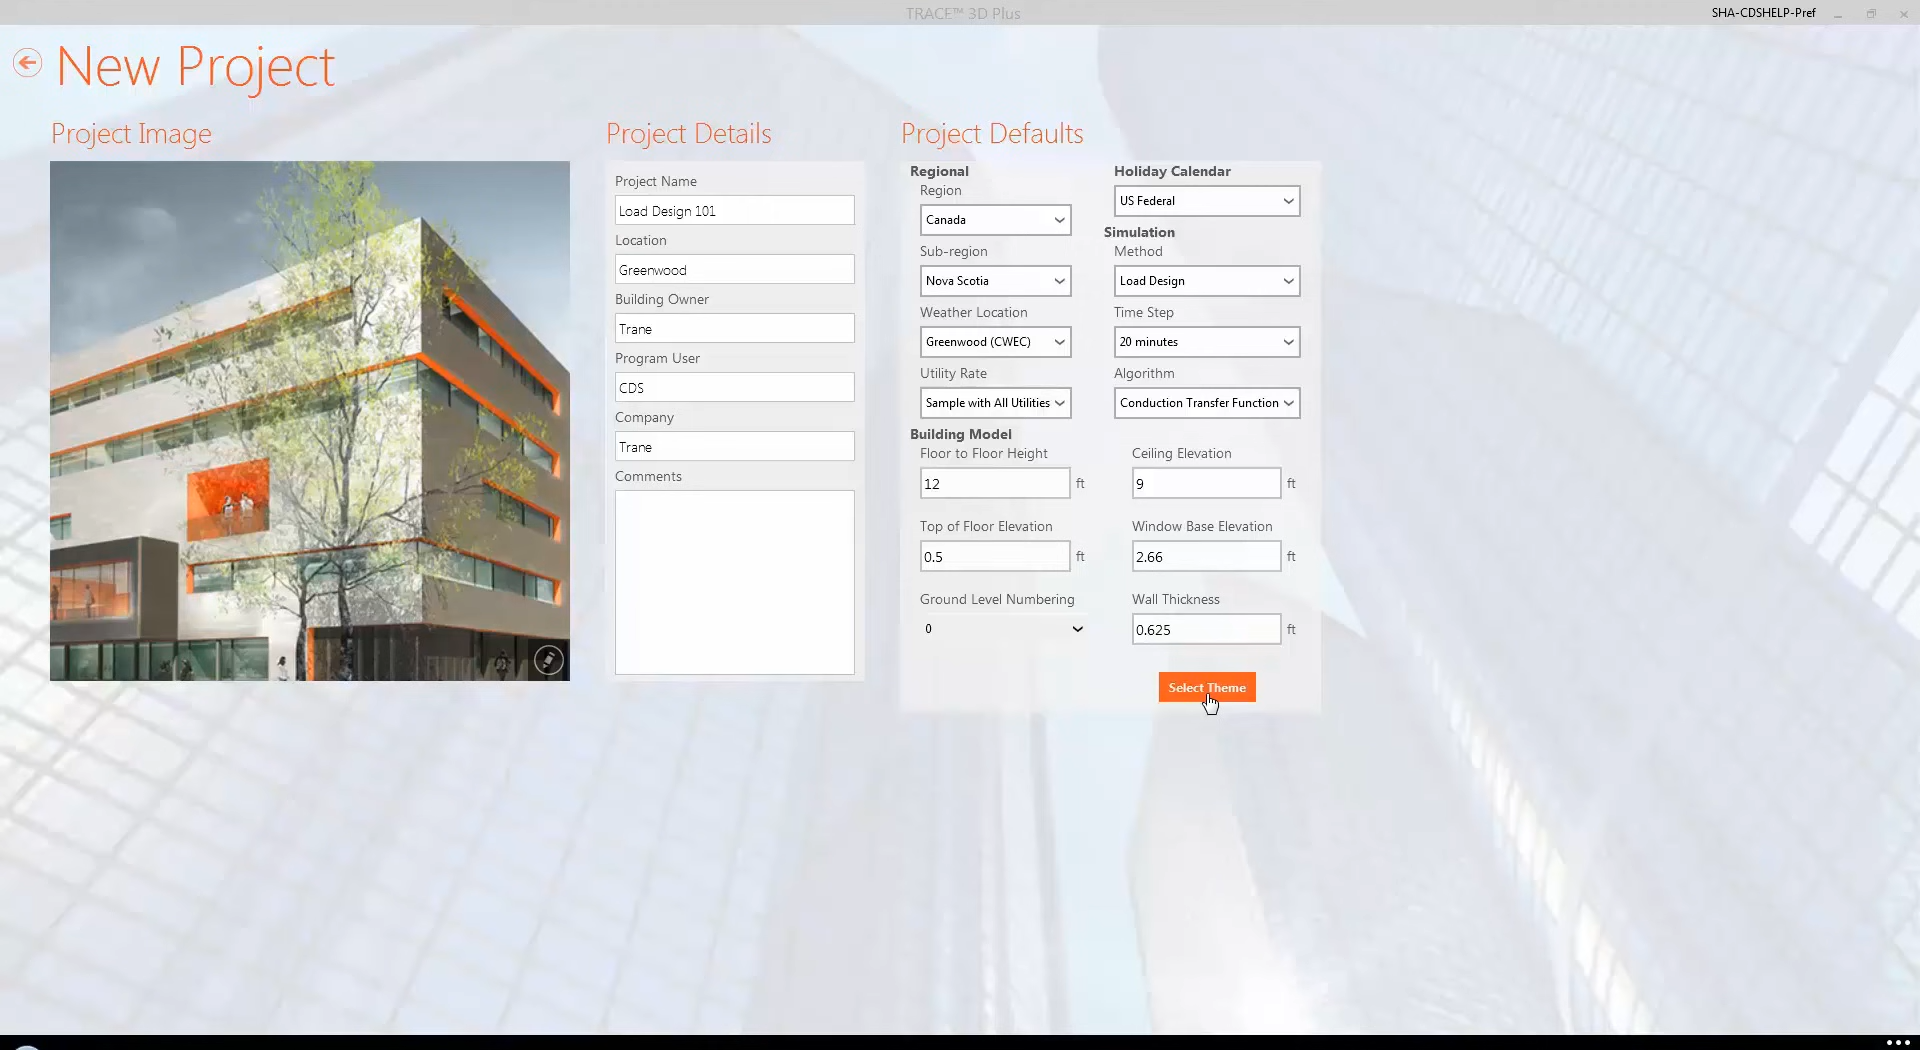 TRACE™ 3D Plus
SHA-CDSHELP-Pref
New Project
Project Image
Project Details
Project Name
Load Design 101
Location
Greenwood
Building Owner
Trane
Program User
CDS
Company
Trane
Comments
Project Defaults
Regional
Region
Canada
Sub-region
Nova Scotia
Weather Location
Greenwood (CWEC)
Utility Rate
Sample with All Utilities
Holiday Calendar
US Federal
Simulation
Method
Load Design
Time Step
20 minutes
Algorithm
Conduction Transfer Function
Building Model
Floor to Floor Height
12 ft
Ceiling Elevation
9 ft
Top of Floor Elevation
0.5 ft
Window Base Elevation
2.66 ft
Ground Level Numbering
0
Wall Thickness
0.625 ft
Select Theme